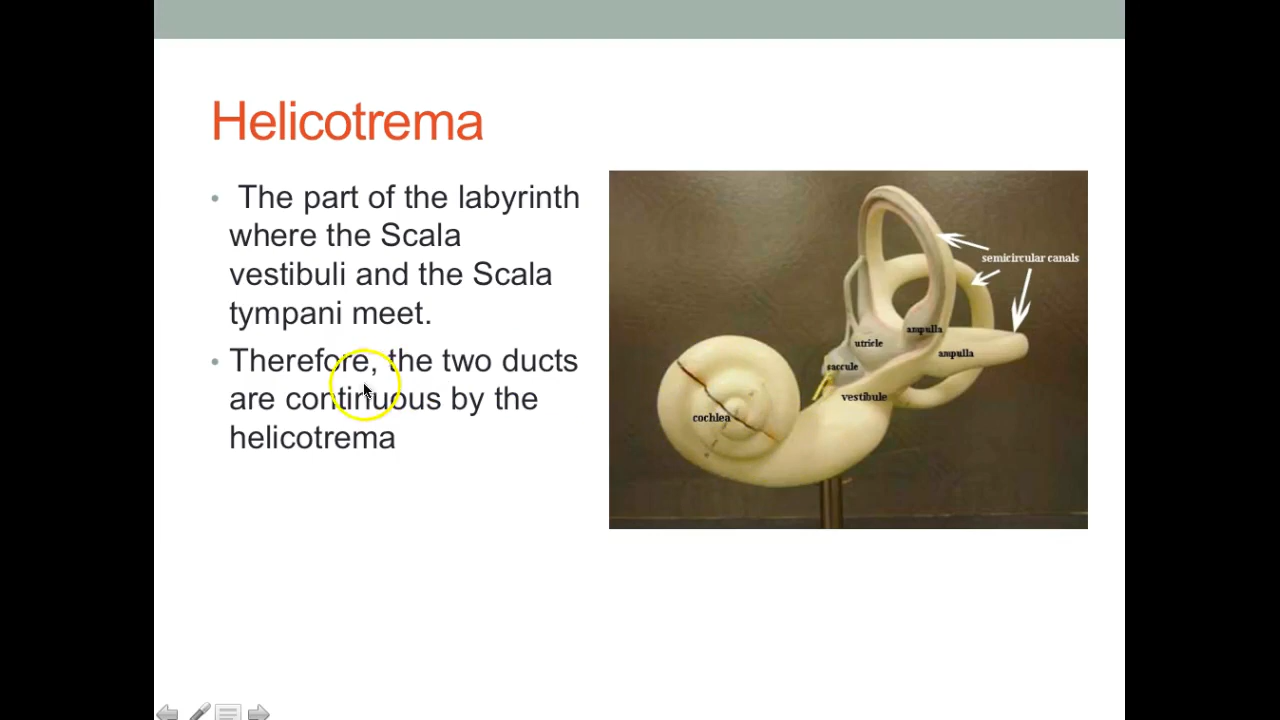 Helicotrema
• The part of the labyrinth
where the Scala
vestibuli and the Scala
tympani meet.
• Therefore, the two ducts
are continuous by the
helicotrema
semicircular canals
ampulla
utricle
ampulla
saccule
vestibule
cochlea